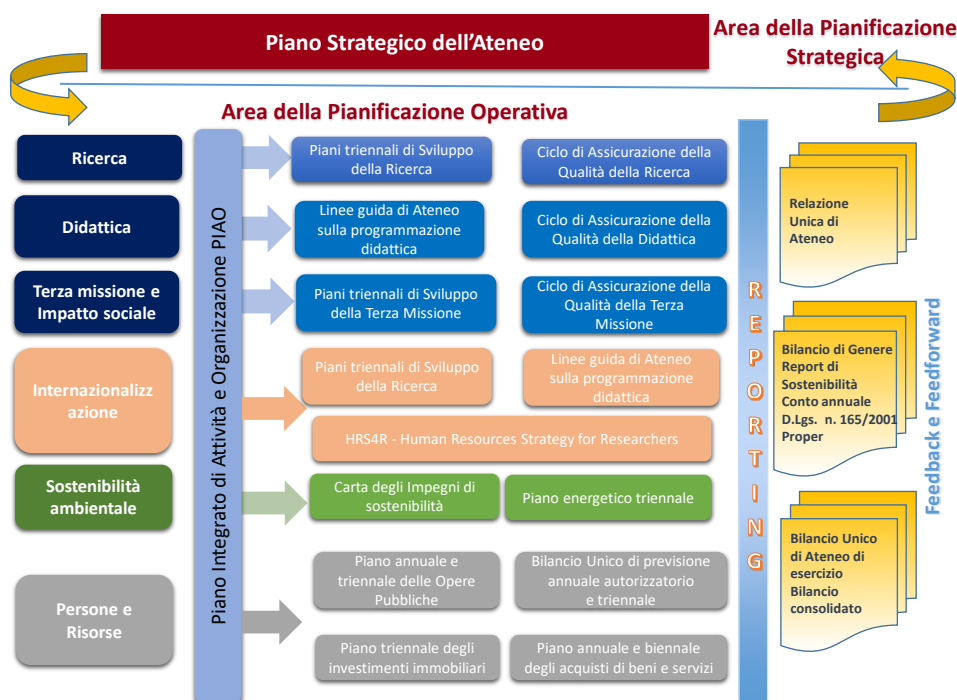 Piano Strategico dell'Ateneo
Area della Pianificazione
Strategica
Area della Pianificazione Operativa
Ricerca
Didattica
Terza missione e
Impatto sociale
Internazionalizz
azione
Sostenibilità
ambientale
Persone e
Risorse
Piano Integrato di Attività e Organizzazione PIAO
Piani triennali di Sviluppo
della Ricerca
Ciclo di Assicurazione della
Qualità della Ricerca
Linee guida di Ateneo
sulla programmazione
didattica
Ciclo di Assicurazione della
Qualità della Didattica
Piani triennali di Sviluppo
della Terza Missione
Ciclo di Assicurazione della
Qualità della Terza
Missione
Piani triennali di Sviluppo
della Ricerca
Linee guida di Ateneo
sulla programmazione
didattica
HRS4R - Human Resources Strategy for Researchers
Carta degli Impegni di
sostenibilità
Piano energetico triennale
Piano annuale e
triennale delle Opere
Pubbliche
Bilancio Unico di previsione
annuale autorizzatorio
e triennale
Piano triennale degli
investimenti immobiliari
Piano annuale e biennale
degli acquisti di beni e servizi
REPORTING
Relazione
Unica di
Ateneo
Bilancio di Genere
Report di
Sostenibilità
Conto annuale
D.Lgs. n. 165/2001
Proper
Bilancio Unico
di Ateneo di
esercizio
Bilancio
consolidato
Feedback e Feedforward